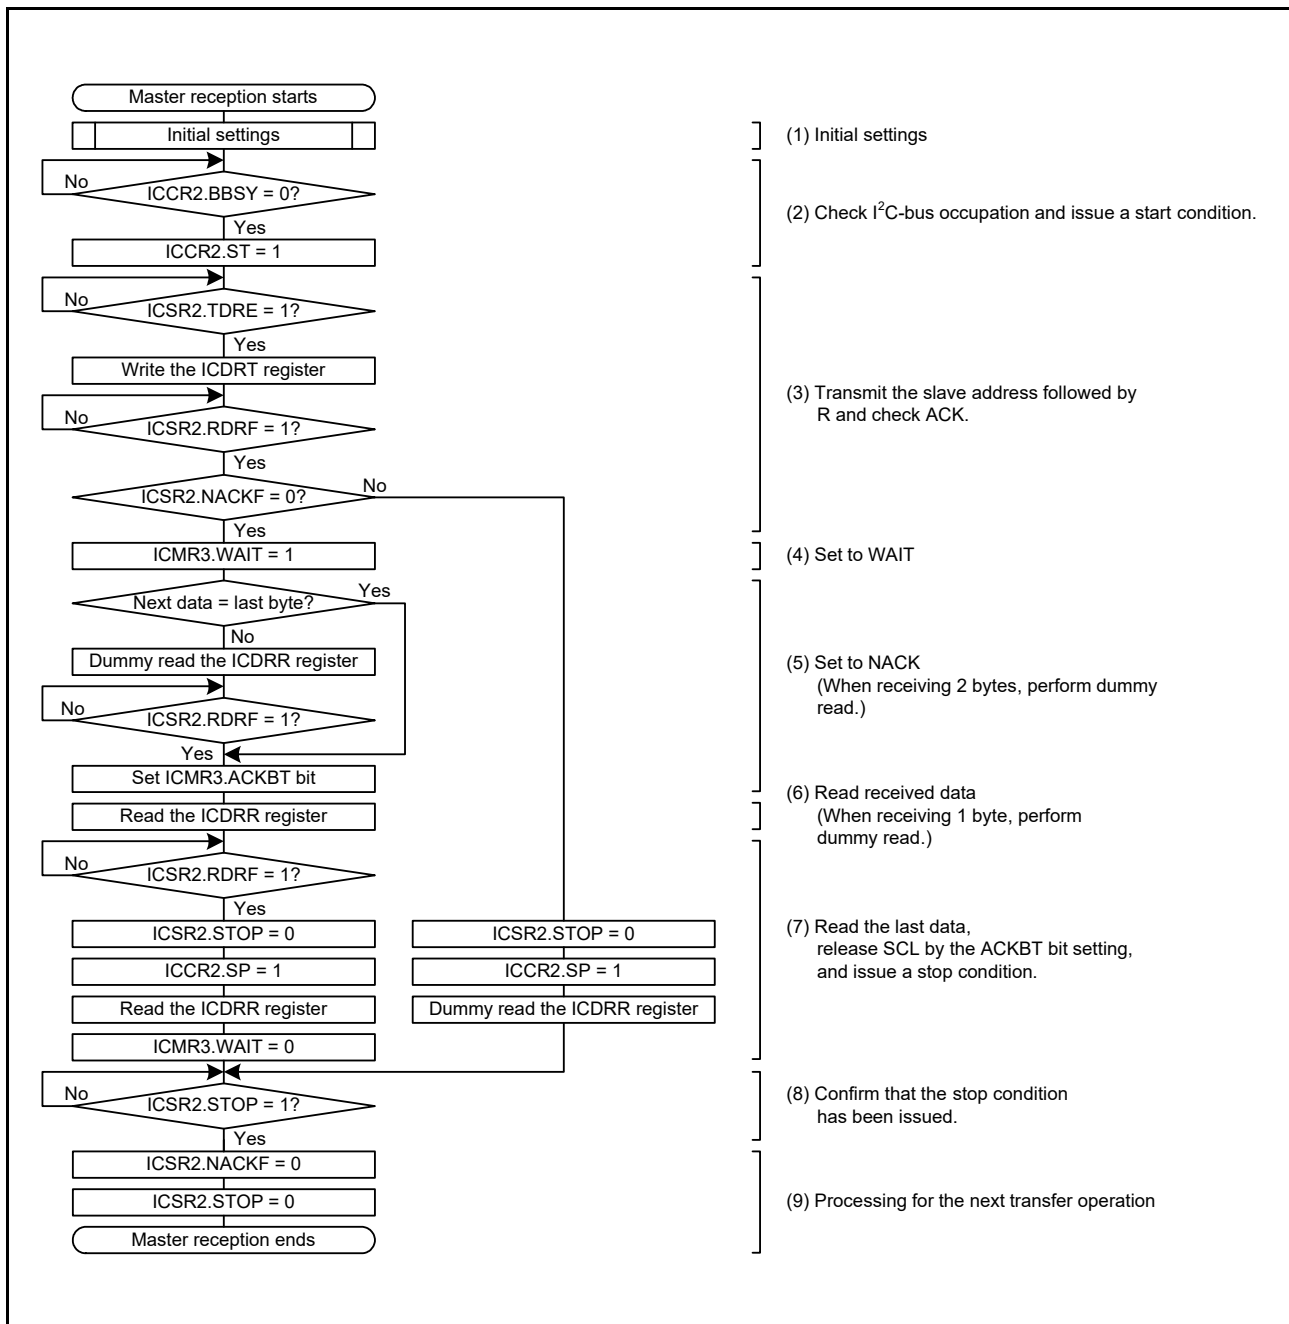 Master reception starts
Initial settings
(1) Initial settings
No
ICCR2.BBSY = 0?
(2) Check I²C-bus occupation and issue a start condition.
Yes
ICCR2.ST = 1
No
ICSR2.TDRE = 1?
Yes
Write the ICDRT register
(3) Transmit the slave address followed by
R and check ACK.
No
ICSR2.RDRF = 1?
Yes
ICSR2.NACKF = 0?
No
Yes
ICMR3.WAIT = 1
(4) Set to WAIT
Next data = last byte?
Yes
No
Dummy read the ICDRR register
(5) Set to NACK
(When receiving 2 bytes, perform dummy
read.)
No
ICSR2.RDRF = 1?
Yes
Set ICMR3.ACKBT bit
(6) Read received data
(When receiving 1 byte, perform
dummy read.)
Read the ICDRR register
No
ICSR2.RDRF = 1?
Yes
ICSR2.STOP = 0
ICCR2.SP = 1
Read the ICDRR register
ICMR3.WAIT = 0
ICSR2.STOP = 0
ICCR2.SP = 1
Dummy read the ICDRR register
(7) Read the last data,
release SCL by the ACKBT bit setting,
and issue a stop condition.
No
ICSR2.STOP = 1?
Yes
(8) Confirm that the stop condition
has been issued.
ICSR2.NACKF = 0
ICSR2.STOP = 0
(9) Processing for the next transfer operation
Master reception ends